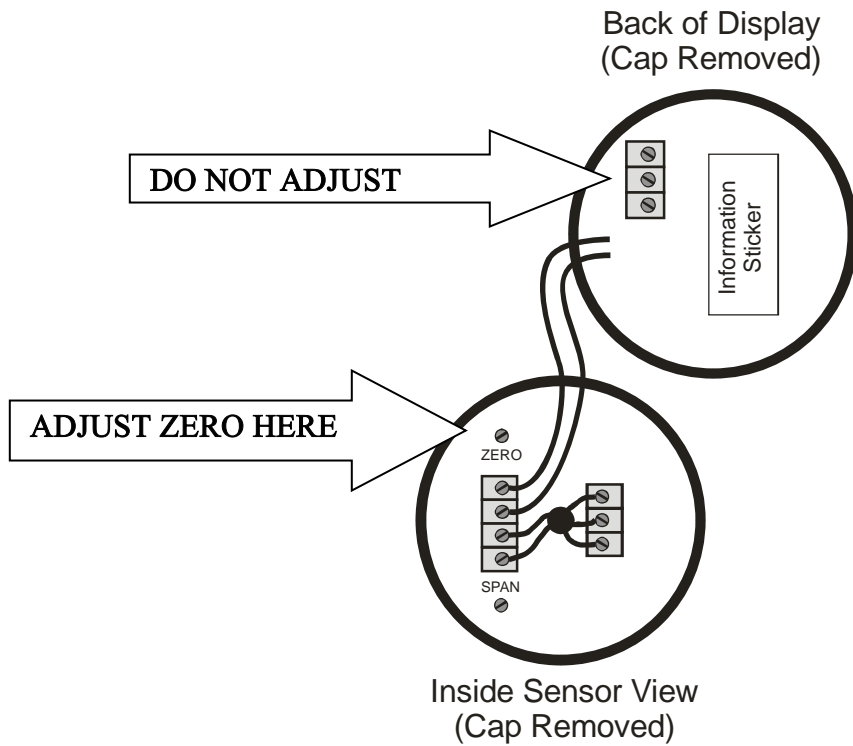 Back of Display
(Cap Removed)
DO NOT ADJUST
Information
Sticker
ADJUST ZERO HERE
ZERO
SPAN
Inside Sensor View
(Cap Removed)